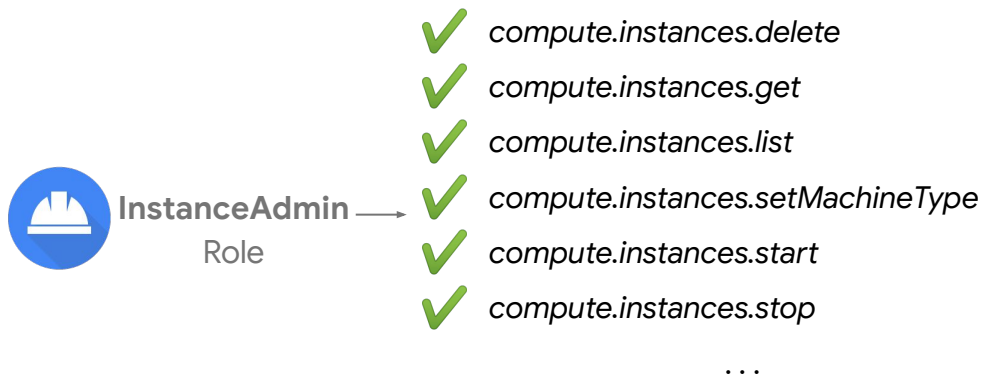 compute.instances.delete
compute.instances.get
compute.instances.list
compute.instances.setMachineType
InstanceAdmin
Role
compute.instances.start
compute.instances.stop
...